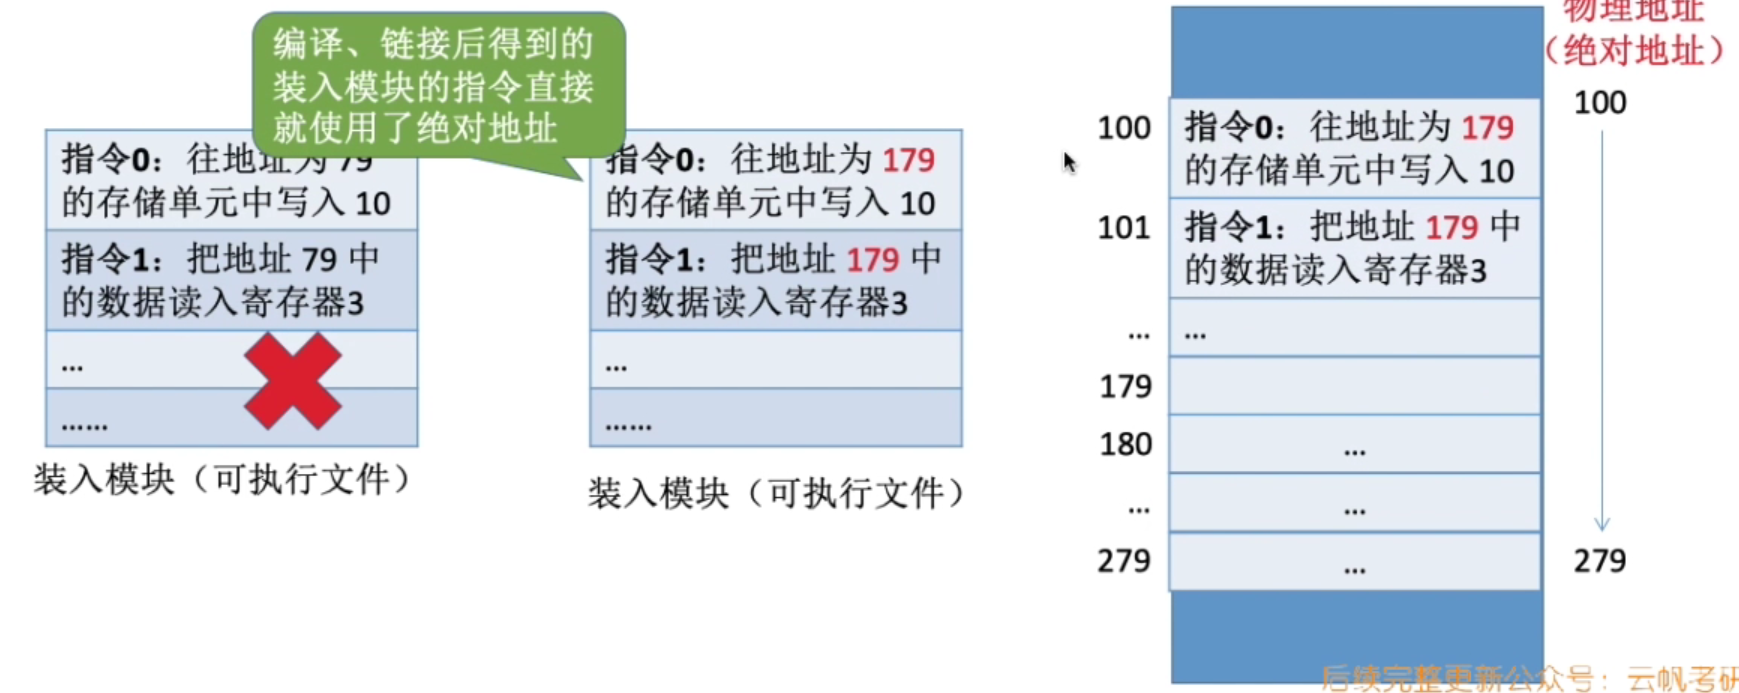 编译、链接后得到的
装入模块的指令直接
就使用了绝对地址
指令0：往地址为 79
的存储单元中写入 10
指令1：把地址 79 中
的数据读入寄存器3
...
......
装入模块（可执行文件）
指令0：往地址为 179
的存储单元中写入 10
指令1：把地址 179 中
的数据读入寄存器3
...
......
装入模块（可执行文件）
物理地址
（绝对地址）
100
指令0：往地址为 179
的存储单元中写入 10
100
101
指令1：把地址 179 中
的数据读入寄存器3
...
...
179
180
...
...
...
279
...
279
后续完整更新公众号：云帆考研